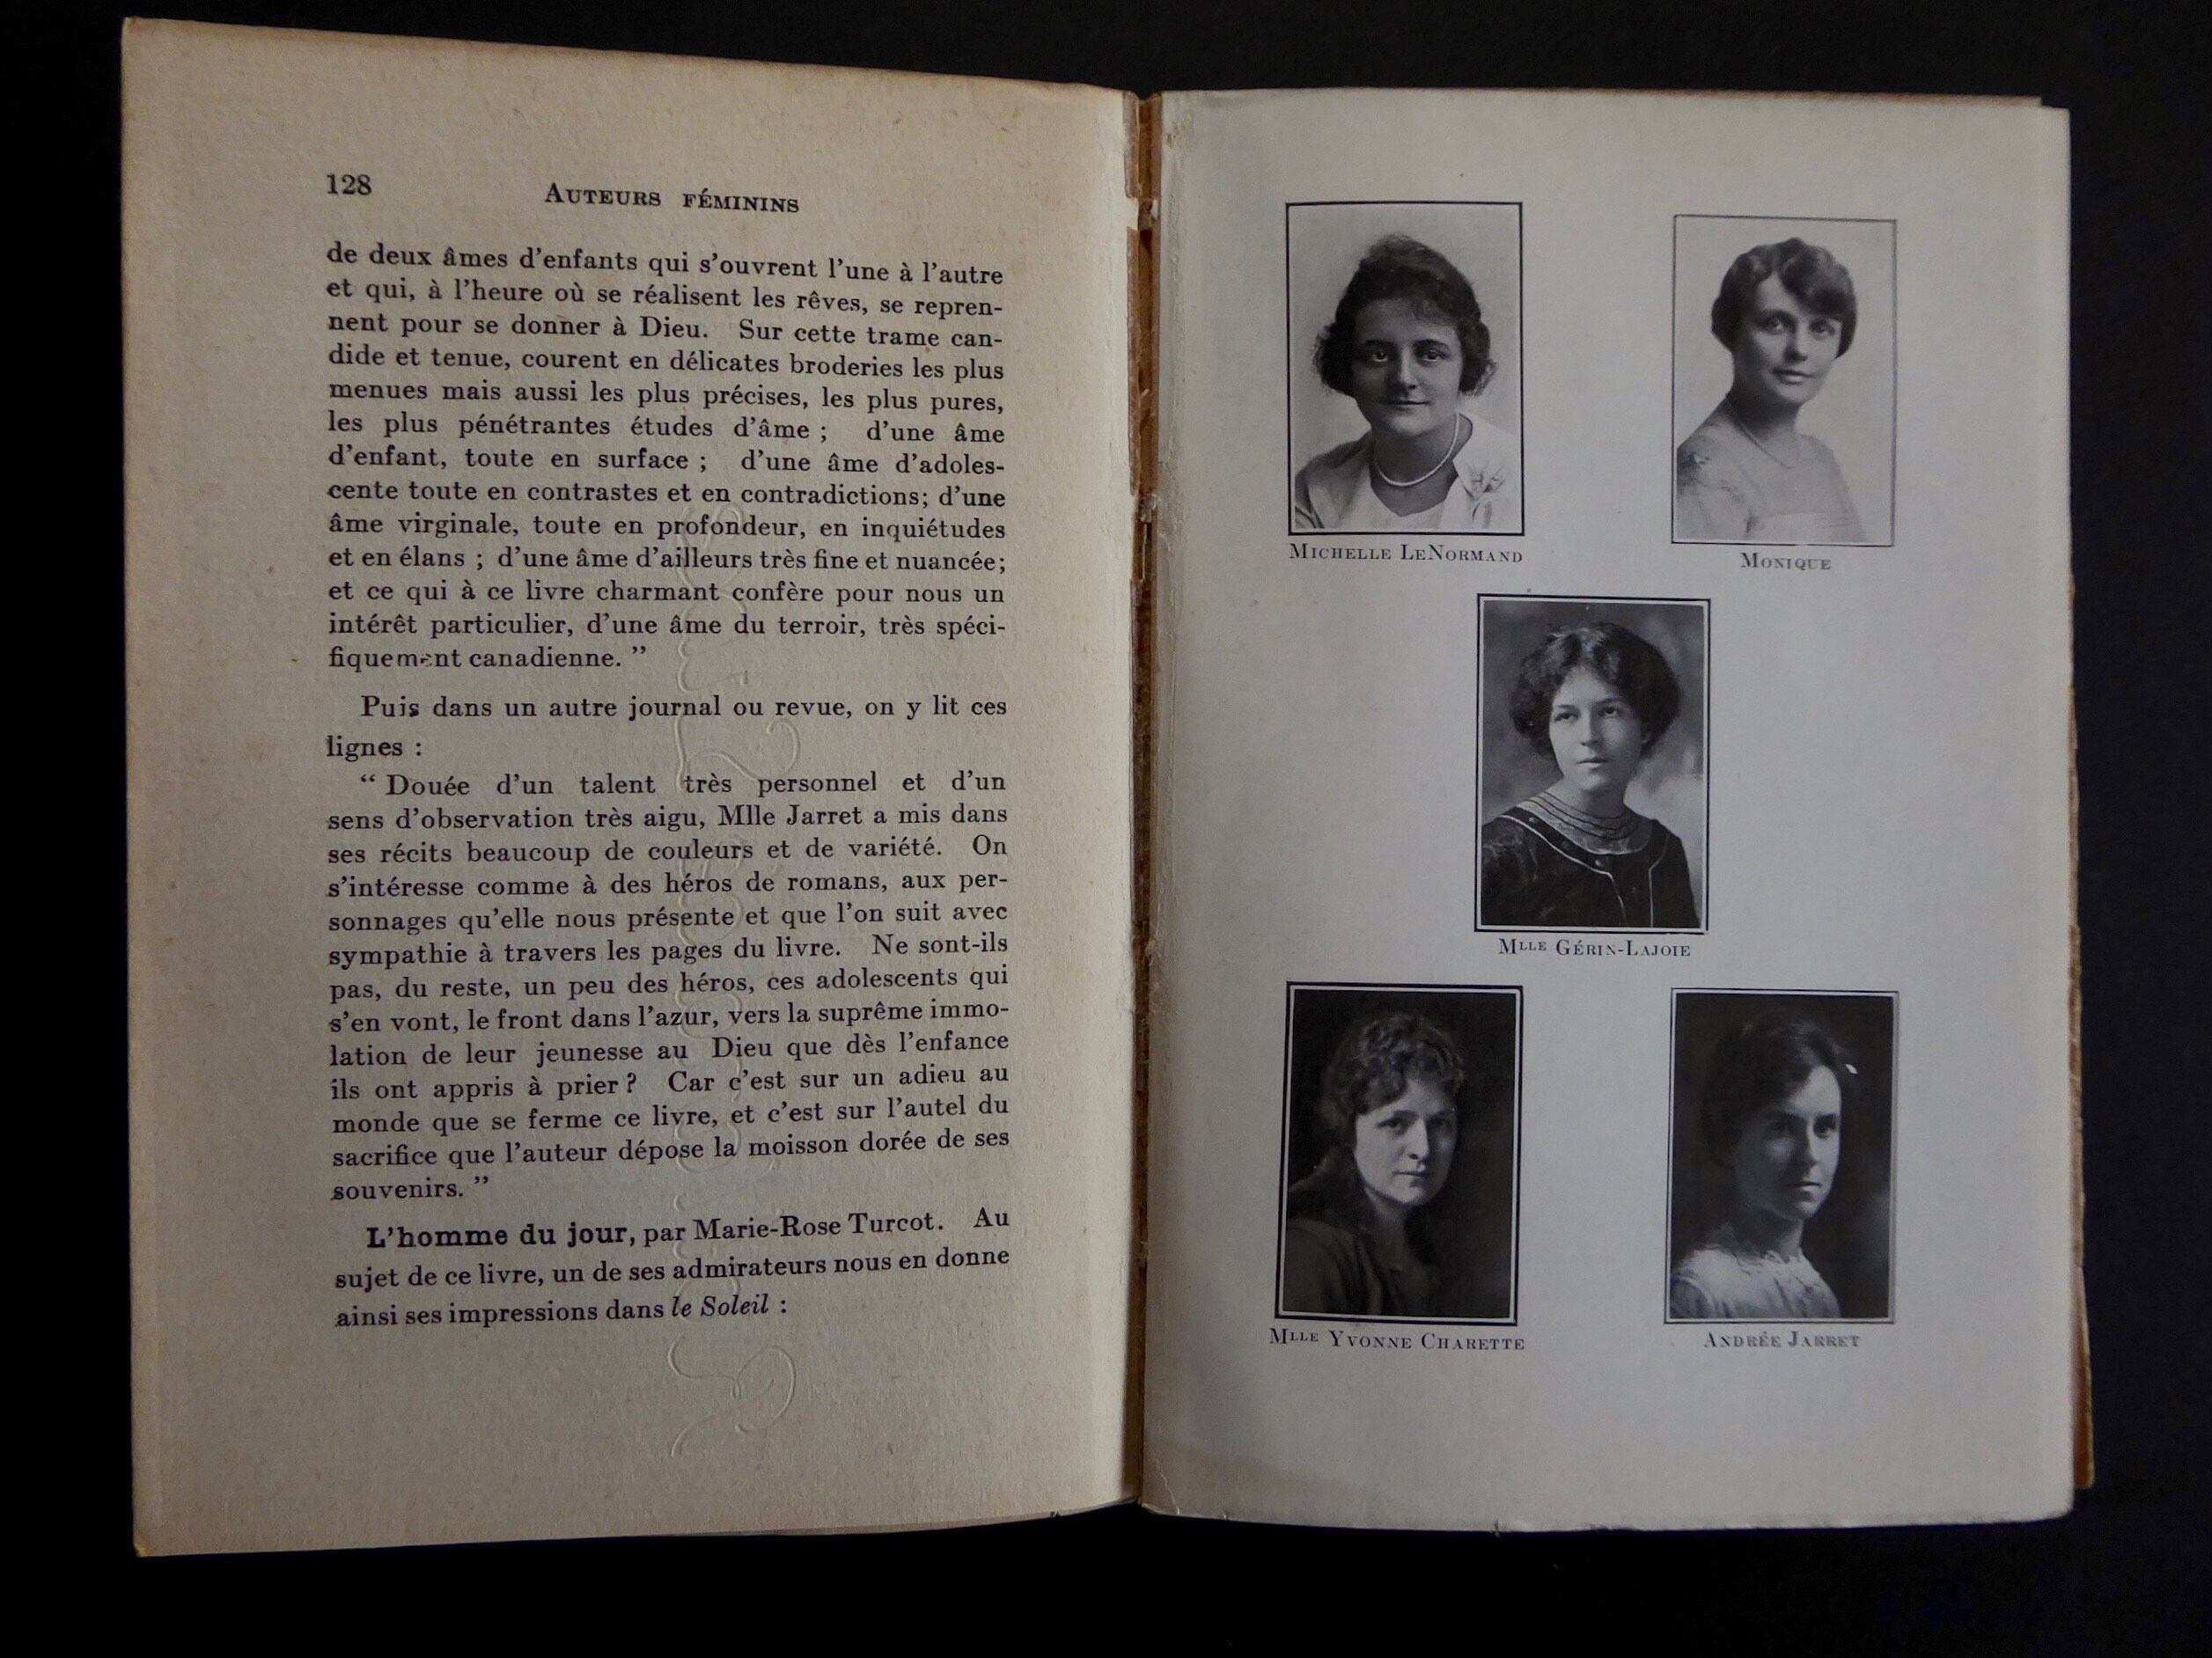 128
AUTEURS FÉMININS
de deux âmes d'enfants qui s'ouvrent l'une à l'autre
et qui, à l'heure où se réalisent les rêves, se repren-
nent pour se donner à Dieu. Sur cette trame can-
dide et tenue, courent en délicates broderies les plus
menues mais aussi les plus précises, les plus pures,
les plus pénétrantes études d'âme ; d'une âme
d'enfant, toute en surface ; d'une âme d'adoles-
cente toute en contrastes et en contradictions; d'une
âme virginale, toute en profondeur, en inquiétudes
et en élans ; d'une âme d'ailleurs très fine et nuancée;
et ce qui à ce livre charmant confère pour nous un
intérêt particulier, d'une âme du terroir, très spéci-
fiquement canadienne. ”
Puis dans un autre journal ou revue, on y lit ces
lignes :
“ Douée d'un talent très personnel et d'un
sens d'observation très aigu, Mlle Jarret a mis dans
ses récits beaucoup de couleurs et de variété. On
s'intéresse comme à des héros de romans, aux per-
sonnages qu'elle nous présente et que l'on suit avec
sympathie à travers les pages du livre. Ne sont-ils
pas, du reste, un peu des héros, ces adolescents qui
s'en vont, le front dans l'azur, vers la suprême immo-
lation de leur jeunesse au Dieu que dès l'enfance
ils ont appris à prier ? Car c'est sur un adieu au
monde que se ferme ce livre, et c'est sur l'autel du
sacrifice que l'auteur dépose la moisson dorée de ses
souvenirs. ”
L'homme du jour, par Marie-Rose Turcot. Au
sujet de ce livre, un de ses admirateurs nous en donne
ainsi ses impressions dans le Soleil :
MICHELLE LENORMAND
MONIQUE
MLLE GÉRIN-LAJOIE
MLLE YVONNE CHARETTE
ANDRÉE JARRET